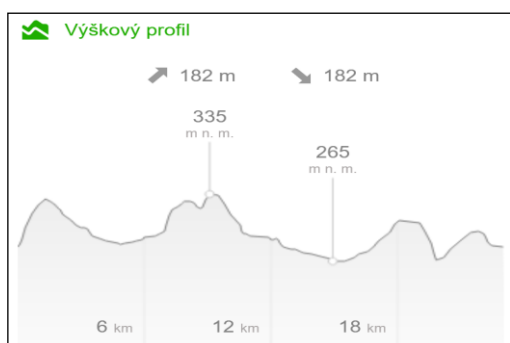 Výškový profil
182 m 182 m
335
m n. m.
265
m n. m.
6 km 12 km 18 km